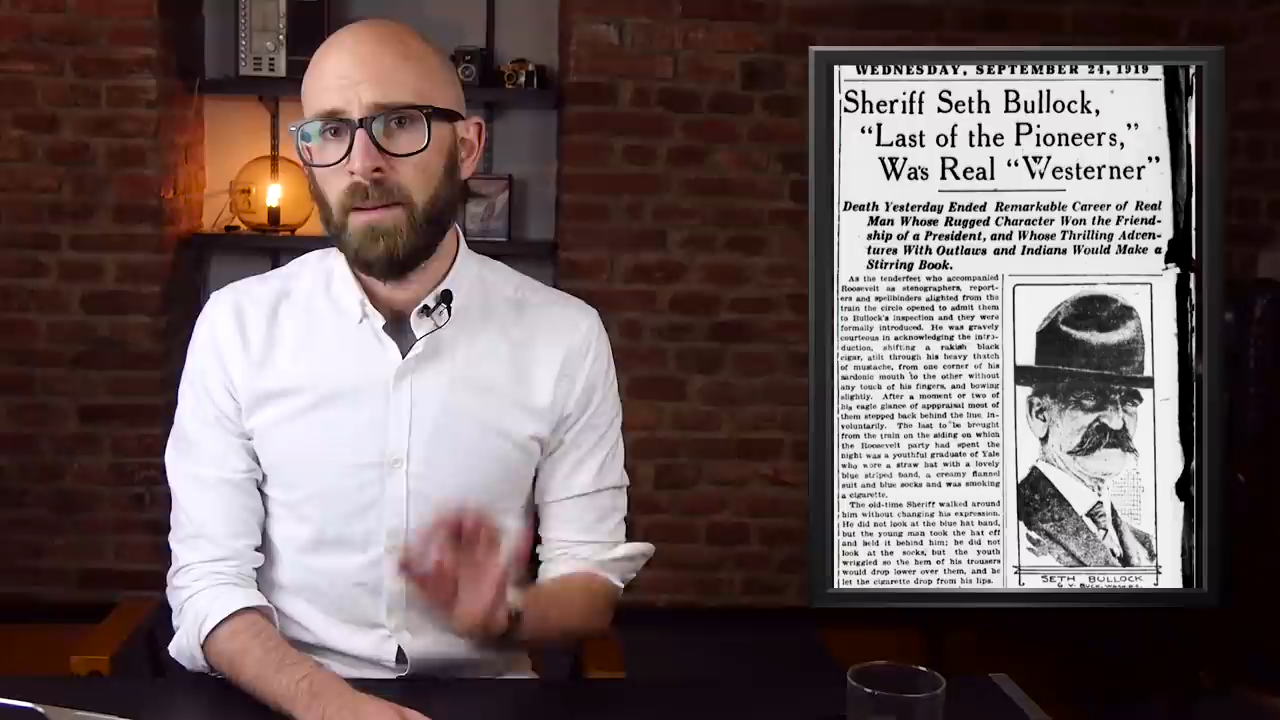 WEDNESDAY, SEPTEMBER 24, 1919
Sheriff Seth Bullock,
"Last of the Pioneers,"
Was Real "Westerner"
Death Yesterday Ended Remarkable Career of Real
Man Whose Rugged Character Won the Friend-
ship of a President, and Whose Thrilling Adven-
tures With Outlaws and Indians Would Make a
Stirring Book.
As the tenderfeet who accompanied
Roosevelt as stenographers, report-
ers and spellbinders alighted from the
train the circle opened to admit them
to Bullock's inspection and they were
formally introduced. He was gravely
courteous in acknowledging the intro-
duction, shifting a rakish black
cigar, atilt through his heavy thatch
of mustache, from one corner of his
sardonic mouth to the other without
any touch of his fingers, and bowing
slightly. After a moment or two of
his eagle glance of apppraisal most of
them stepped back behind the line, in-
voluntarily. The last to be brought
from the train on the siding on which
the Roosevelt party had spent the
night was a youthful graduate of Yale
who wore a straw hat with a lovely
blue striped band, a creamy flannel
suit and blue socks and was smoking
a cigarette.
The old-time Sheriff walked around
him without changing his expression.
He did not look at the blue hat band,
but the young man took the hat off
and held it behind him; he did not
look at the socks, but the youth
wriggled so the hem of his trousers
would drop lower over them, and he
let the cigarette drop from his lips.
SETH BULLOCK